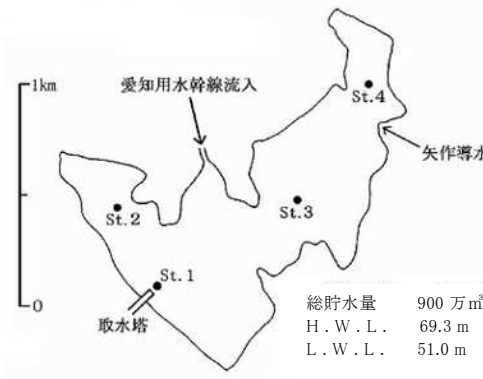 1km
愛知用水幹線流入
St.4
矢作導水
St.3
St.2
St.1
0
取水塔
総貯水量 900 万㎥
H.W.L. 69.3 m
L.W.L. 51.0 m